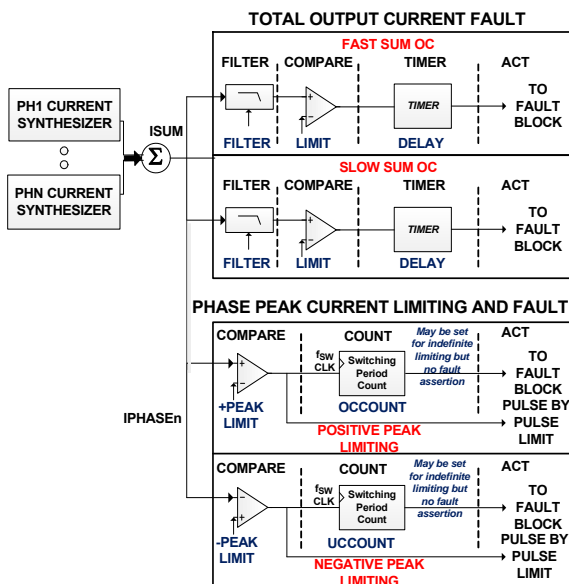 TOTAL OUTPUT CURRENT FAULT
FAST SUM OC
FILTER COMPARE TIMER ACT
TIMER
TO
FAULT
BLOCK
FILTER LIMIT DELAY
PH1 CURRENT
SYNTHESIZER
PHN CURRENT
SYNTHESIZER
Σ
ISUM
SLOW SUM OC
FILTER COMPARE TIMER ACT
TIMER
TO
FAULT
BLOCK
FILTER LIMIT DELAY
PHASE PEAK CURRENT LIMITING AND FAULT
COMPARE COUNT ACT
May be set
for indefinite
limiting but
no fault
assertion
fSW
CLK
Switching
Period
Count
TO
FAULT
BLOCK
PULSE BY
PULSE
LIMIT
+PEAK
LIMIT
OCCOUNT
POSITIVE PEAK
LIMITING
IPHASEn
COMPARE COUNT ACT
May be set
for indefinite
limiting but
no fault
assertion
fSW
CLK
Switching
Period
Count
TO
FAULT
BLOCK
PULSE BY
PULSE
LIMIT
-PEAK
LIMIT
UCCOUNT
NEGATIVE PEAK
LIMITING